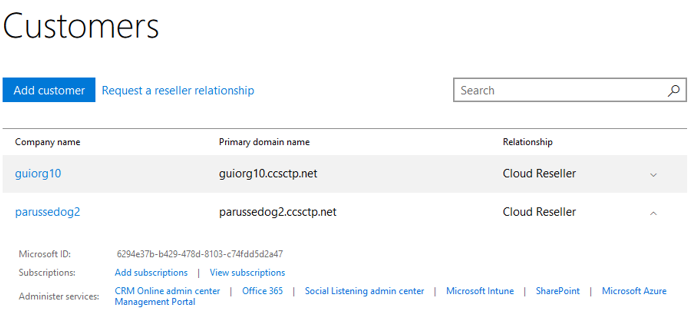 Customers
Add customer Request a reseller relationship Search
Company name Primary domain name Relationship
guiorg10 guiorg10.ccsctp.net Cloud Reseller
parussedog2 parussedog2.ccsctp.net Cloud Reseller
Microsoft ID: 6294e37b-b429-478d-8103-c74fdd5d2a47
Subscriptions: Add subscriptions | View subscriptions
Administer services: CRM Online admin center | Office 365 | Social Listening admin center | Microsoft Intune | SharePoint | Microsoft Azure
Management Portal